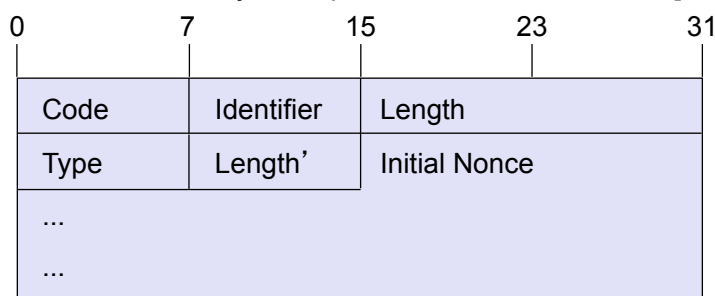 0 7 15 23 31
Code Identifier Length
Type Length’ Initial Nonce
...
...